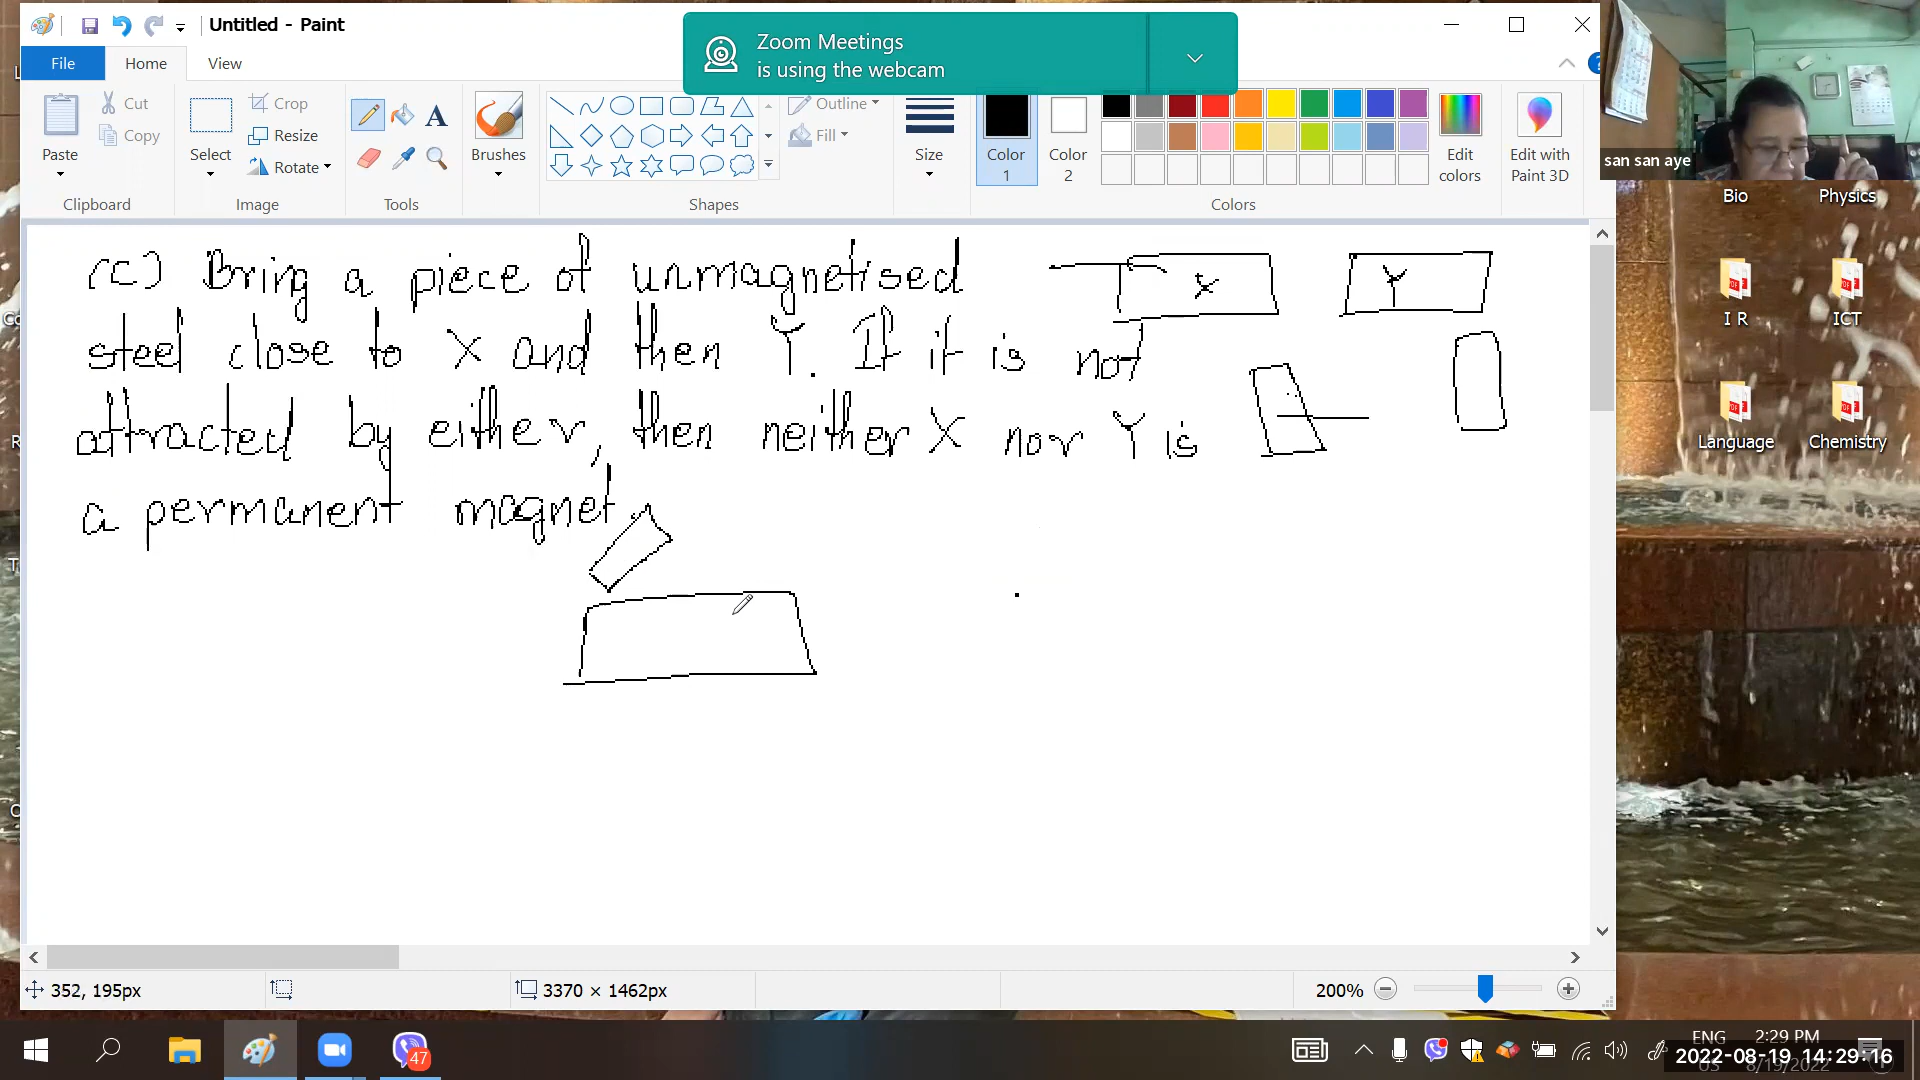 Untitled - Paint
Zoom Meetings
is using the webcam
File
Home
View
Cut
Copy
Paste
Clipboard
Select
Crop
Resize
Rotate
Image
Tools
Brushes
Outline
Fill
Shapes
Size
Color
1
Color
2
Edit
colors
Colors
Edit with
Paint 3D
san san aye
Bio
Physics
I R
ICT
Language
Chemistry
(c) Bring a piece of unmagnetised
steel close to X and then Y. If it is not
attracted by either, then neither X nor Y is
a permanent magnet
X
Y
352, 195px
3370 × 1462px
200%
47
ENG
2:29 PM
2022-08-19 14:29:16